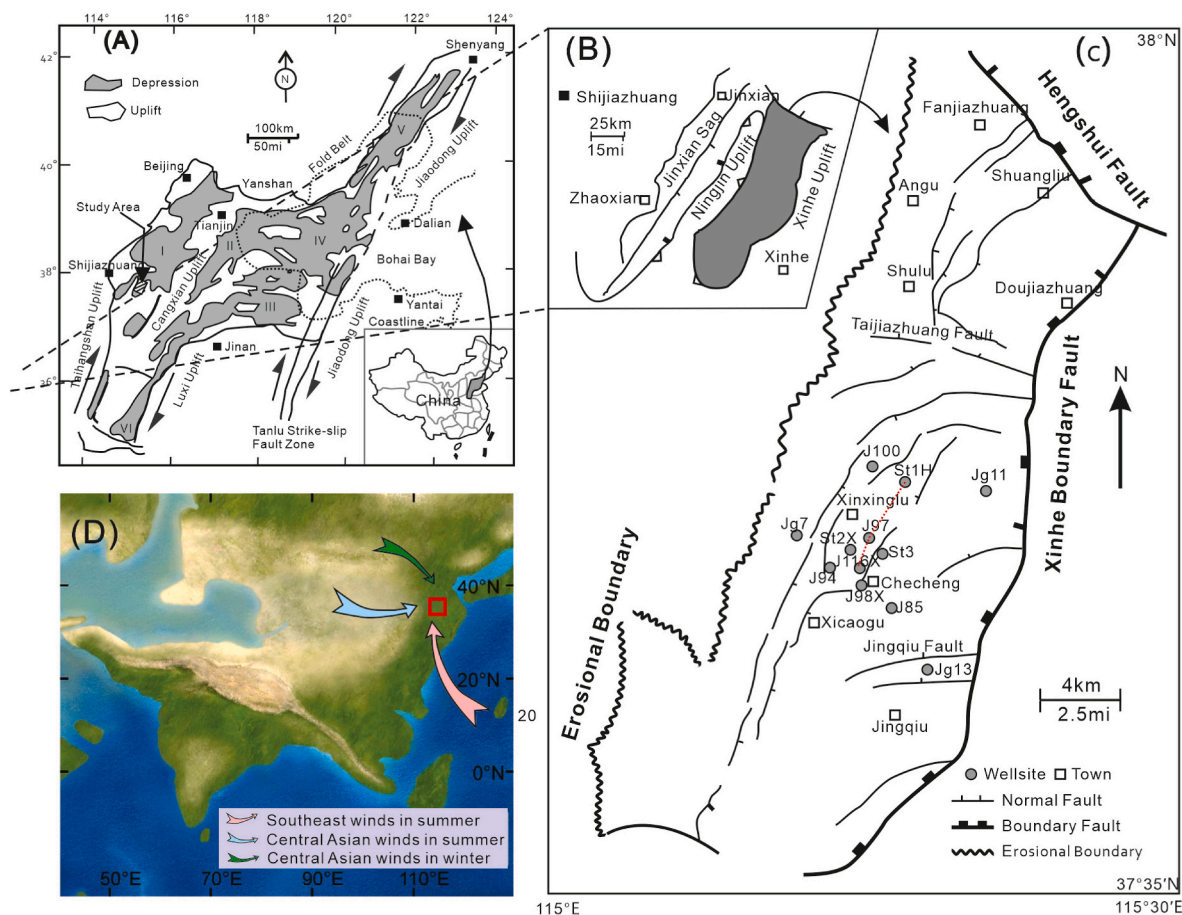 114°
116°
118°
120°
122°
124°
(A)
Shenyang
42°
Depression
Uplift
N
100km
50mi
V
Fold Belt
Jiaodong Uplift
40°
Beijing
Yanshan
Study Area
Tianjin
Dalian
I
II
IV
Bohai Bay
38°
Shijiazhuang
Cangxian Uplift
III
Yantai
Coastline
Taihangshan Uplift
Jinan
Jiaodong Uplift
36°
Luxi Uplift
China
VI
Tanlu Strike-slip
Fault Zone
114°
116°
118°
120°
(B)
Shijiazhuang
25km
15mi
Jinxian
Jinxian Sag
Ningjin Uplift
Xinhe Uplift
Zhaoxian
Xinhe
(c)
38°N
Hengshui Fault
Fanjiazhuang
Shuangliu
Angu
Shulu
Doujiazhuang
Taijiazhuang Fault
N
Xinhe Boundary Fault
J100
St1H
Jg11
Xinxinglu
Jg7
J97
St2X
St3
J116X
J94
Checheng
J98X
J85
Xicaogu
Jingqiu Fault
Jg13
Erosional Boundary
4km
2.5mi
Jingqiu
Wellsite
Town
Normal Fault
Boundary Fault
Erosional Boundary
37°35′N
115°E
115°30′E
(D)
40°N
20°N
20
0°N
Southeast winds in summer
Central Asian winds in summer
Central Asian winds in winter
50°E
70°E
90°E
110°E